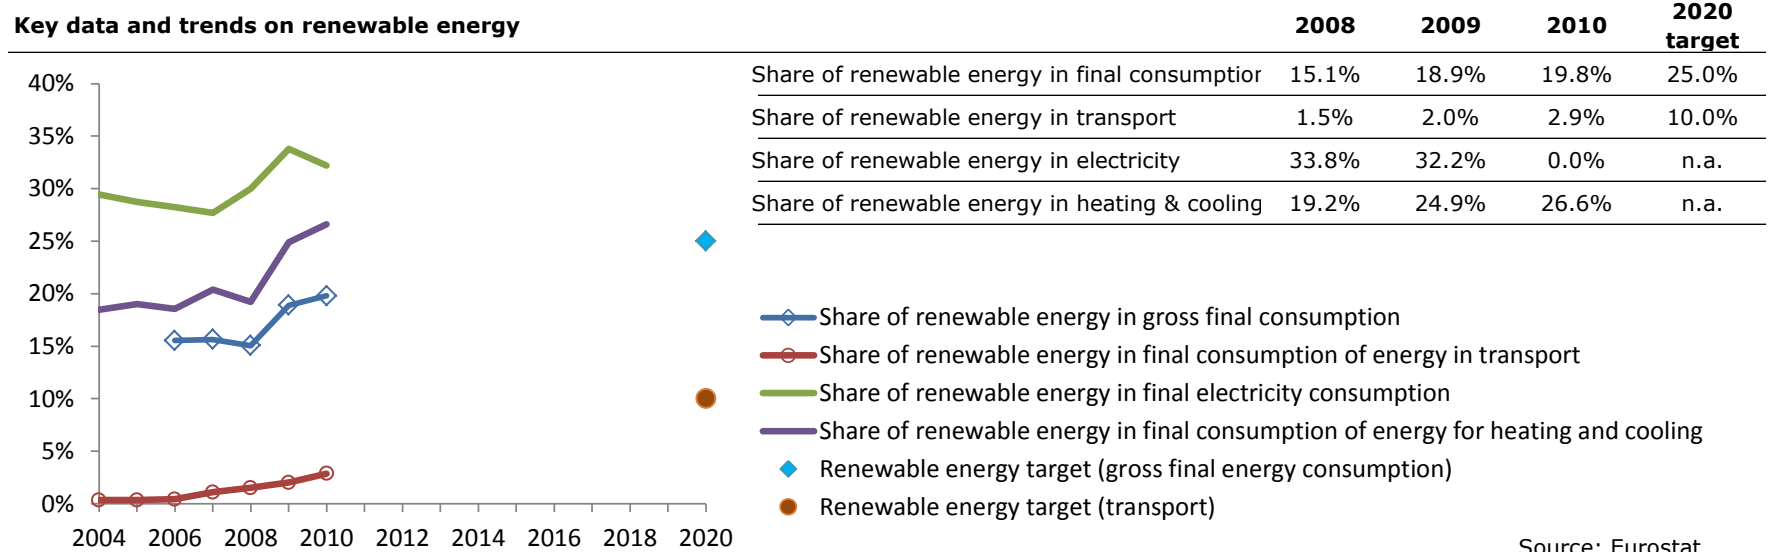 Key data and trends on renewable energy 2008 2009 2010 2020 target
Share of renewable energy in final consumption 15.1% 18.9% 19.8% 25.0%
Share of renewable energy in transport 1.5% 2.0% 2.9% 10.0%
Share of renewable energy in electricity 33.8% 32.2% 0.0% n.a.
Share of renewable energy in heating & cooling 19.2% 24.9% 26.6% n.a.
40%
35%
30%
25%
20%
15%
10%
5%
0%
2004 2006 2008 2010 2012 2014 2016 2018 2020
Share of renewable energy in gross final consumption
Share of renewable energy in final consumption of energy in transport
Share of renewable energy in final electricity consumption
Share of renewable energy in final consumption of energy for heating and cooling
Renewable energy target (gross final energy consumption)
Renewable energy target (transport)
Source: Eurostat